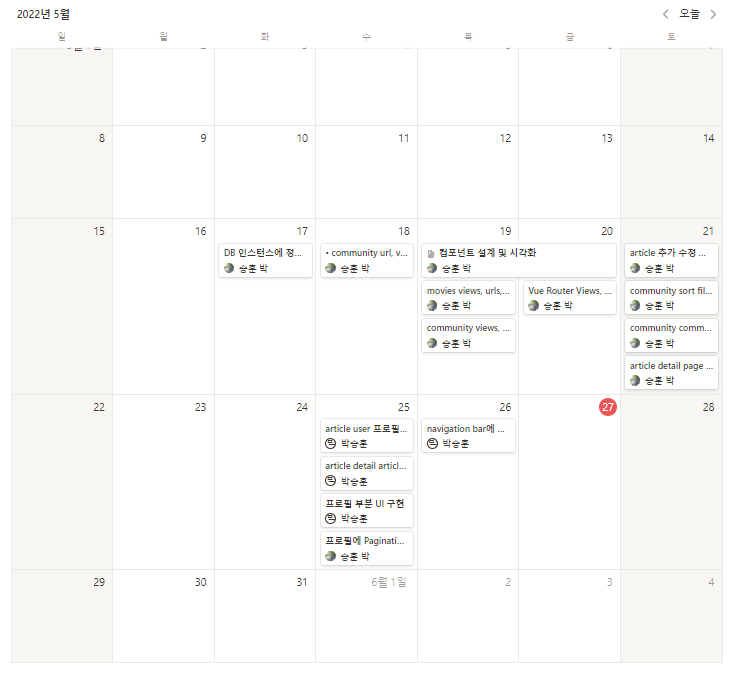 2022년 5월
오늘
일 월 화 수 목 금 토
8 9 10 11 12 13 14
15 16 17 18 19 20 21
DB 인스턴스에 정...
승훈 박
• community url, v...
승훈 박
컴포넌트 설계 및 시각화
승훈 박
movies views, urls,...
승훈 박
community views, ...
승훈 박
Vue Router Views, ...
승훈 박
article 추가 수정 ...
승훈 박
community sort fil...
승훈 박
community comm...
승훈 박
article detail page ...
승훈 박
22 23 24 25 26 27 28
article user 프로필...
박승훈
article detail articl...
박승훈
프로필 부분 UI 구현
박승훈
프로필에 Paginati...
승훈 박
navigation bar에 ...
박승훈
29 30 31 6월 1일 2 3 4